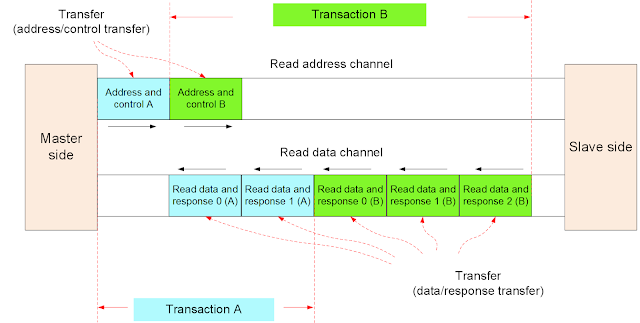 Transfer
(address/control transfer)
Transaction B
Read address channel
Address and
control A
Address and
control B
Master
side
Slave side
Read data channel
Read data and
response 0 (A)
Read data and
response 1 (A)
Read data and
response 0 (B)
Read data and
response 1 (B)
Read data and
response 2 (B)
Transfer
(data/response transfer)
Transaction A